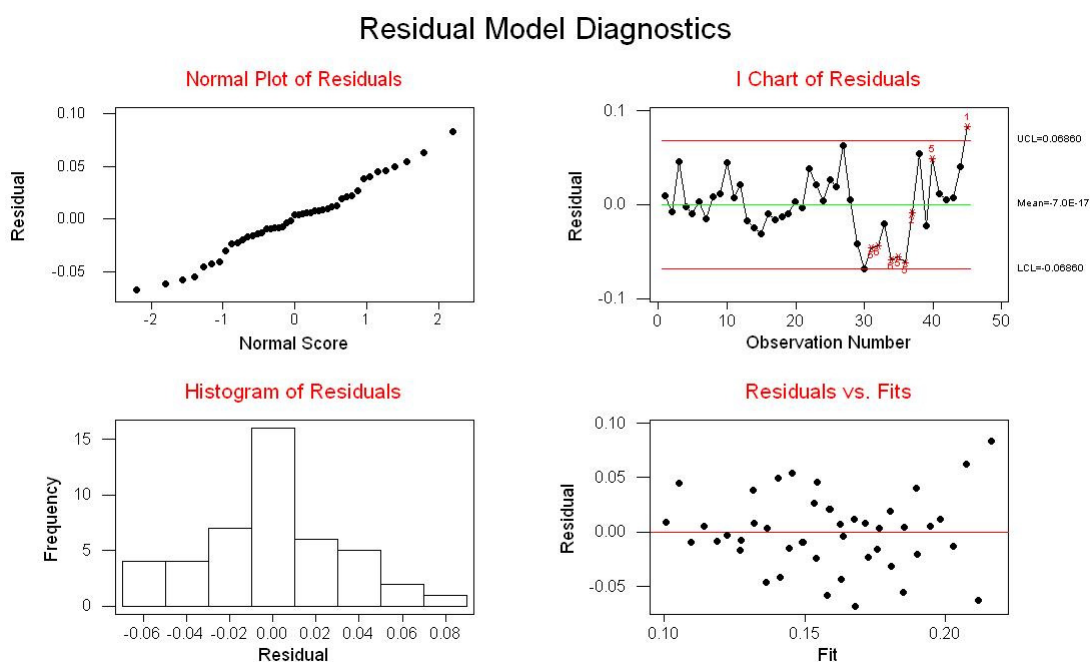 Residual Model Diagnostics
Normal Plot of Residuals
0.10
0.05
0.00
-0.05
Residual
-2 -1 0 1 2
Normal Score
I Chart of Residuals
0.1
0.0
-0.1
Residual
1
5
UCL=0.06860
Mean=-7.0E-17
LCL=-0.06860
0 10 20 30 40 50
Observation Number
Histogram of Residuals
15
10
5
0
Frequency
-0.06 -0.04 -0.02 0.00 0.02 0.04 0.06 0.08
Residual
Residuals vs. Fits
0.10
0.05
0.00
-0.05
Residual
0.10 0.15 0.20
Fit